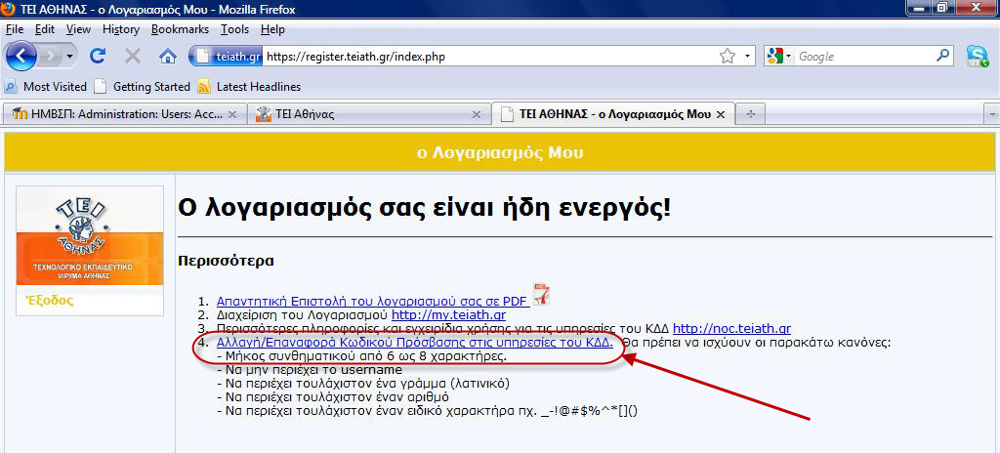 ΤΕΙ ΑΘΗΝΑΣ - ο Λογαριασμός Μου - Mozilla Firefox
File Edit View History Bookmarks Tools Help
teiath.gr https://register.teiath.gr/index.php Google
Most Visited Getting Started Latest Headlines
ΗΜΒΣΠ: Administration: Users: Acc... ΤΕΙ Αθήνας ΤΕΙ ΑΘΗΝΑΣ - ο Λογαριασμός Μου
ο Λογαριασμός Μου
ΤΕΙ
ΑΘΗΝΑΣ
ΤΕΧΝΟΛΟΓΙΚΟ ΕΚΠΑΙΔΕΥΤΙΚΟ
ΙΔΡΥΜΑ ΑΘΗΝΑΣ
Έξοδος
Ο λογαριασμός σας είναι ήδη ενεργός!
Περισσότερα
1. Απαντητική Επιστολή του λογαριασμού σας σε PDF
2. Διαχείριση του Λογαριασμού http://my.teiath.gr
3. Περισσότερες πληροφορίες και εγχειρίδια χρήσης για τις υπηρεσίες του ΚΔΔ http://noc.teiath.gr
4. Αλλαγή/Επαναφορά Κωδικού Πρόσβασης στις υπηρεσίες του ΚΔΔ. Θα πρέπει να ισχύουν οι παρακάτω κανόνες:
- Μήκος συνθηματικού από 6 ως 8 χαρακτήρες.
- Να μην περιέχει το username
- Να περιέχει τουλάχιστον ένα γράμμα (λατινικό)
- Να περιέχει τουλάχιστον έναν αριθμό
- Να περιέχει τουλάχιστον έναν ειδικό χαρακτήρα πχ. _-!@#$%^*[]()